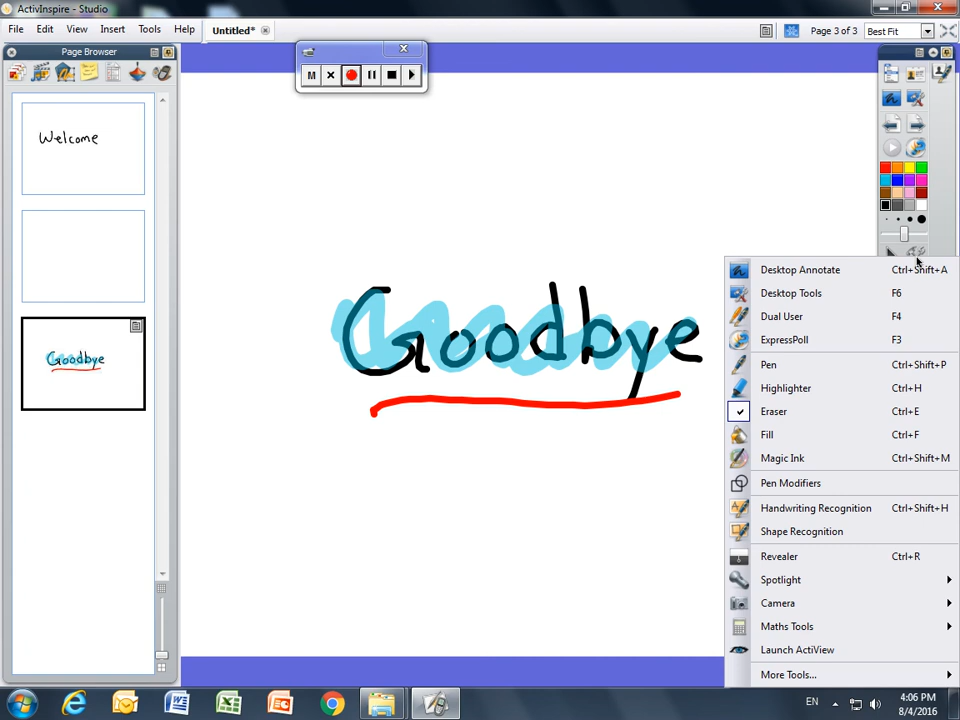 ActivInspire - Studio
File Edit View Insert Tools Help Untitled* Page 3 of 3 Best Fit
Page Browser
M
Welcome
Goodbye
Goodbye
Desktop Annotate Ctrl+Shift+A
Desktop Tools F6
Dual User F4
ExpressPoll F3
Pen Ctrl+Shift+P
Highlighter Ctrl+H
Eraser Ctrl+E
Fill Ctrl+F
Magic Ink Ctrl+Shift+M
Pen Modifiers
Handwriting Recognition Ctrl+Shift+H
Shape Recognition
Revealer Ctrl+R
Spotlight
Camera
Maths Tools
Launch ActiView
More Tools...
EN 4:06 PM
8/4/2016